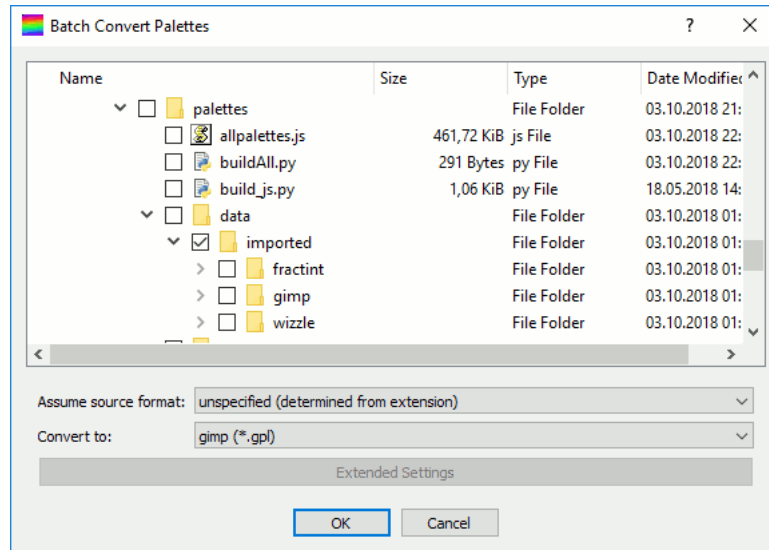 Batch Convert Palettes ?
Name Size Type Date Modified
palettes File Folder 03.10.2018 21:
allpalettes.js 461,72 KiB js File 03.10.2018 22:
buildAll.py 291 Bytes py File 03.10.2018 22:
build_js.py 1,06 KiB py File 18.05.2018 14:
data File Folder 03.10.2018 01:
imported File Folder 03.10.2018 01:
fractint File Folder 03.10.2018 01:
gimp File Folder 03.10.2018 01:
wizzle File Folder 03.10.2018 01:
Assume source format: unspecified (determined from extension)
Convert to: gimp (*.gpl)
Extended Settings
OK Cancel